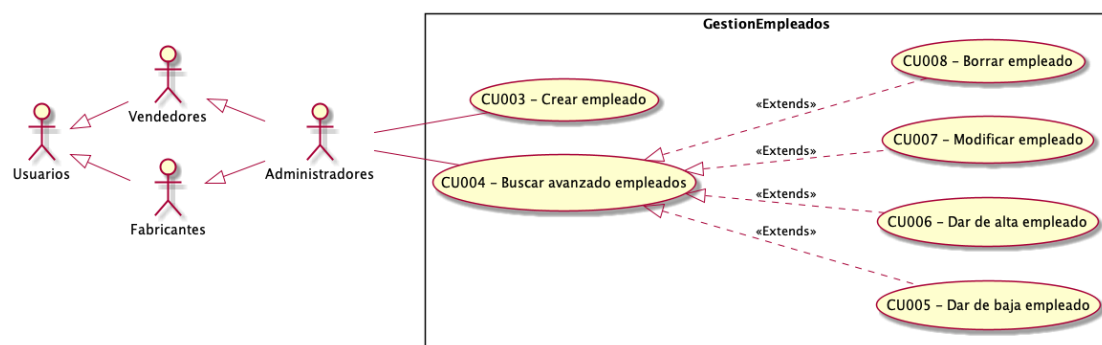 GestionEmpleados
CU008 – Borrar empleado
«Extends»
CU003 – Crear empleado
Vendedores
CU007 – Modificar empleado
«Extends»
Usuarios
Administradores
CU004 – Buscar avanzado empleados
«Extends»
CU006 – Dar de alta empleado
Fabricantes
«Extends»
CU005 – Dar de baja empleado